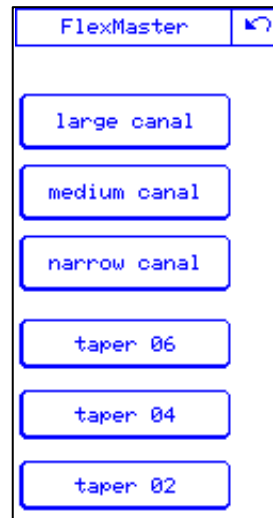 FlexMaster
large canal
medium canal
narrow canal
taper 06
taper 04
taper 02